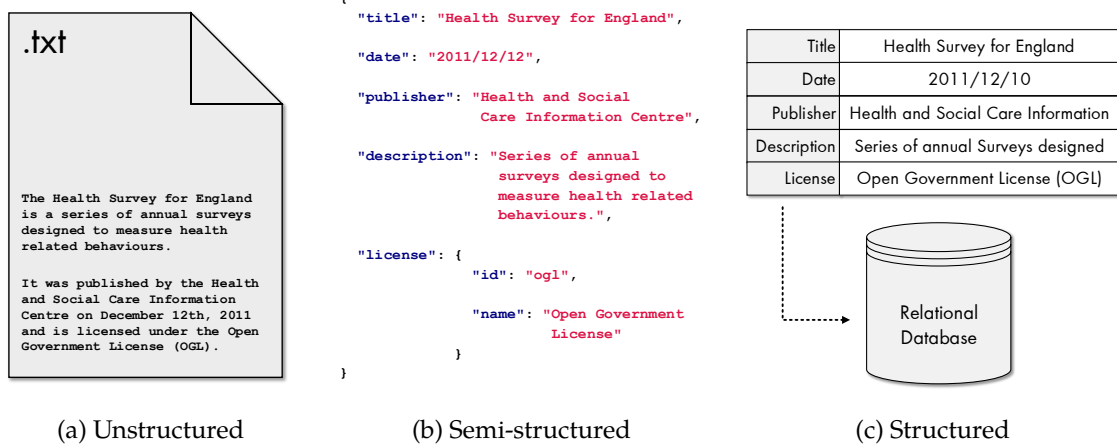 .txt
The Health Survey for England
is a series of annual surveys
designed to measure health
related behaviours.
It was published by the Health
and Social Care Information
Centre on December 12th, 2011
and is licensed under the Open
Government License (OGL).
(a) Unstructured
{
"title": "Health Survey for England",
"date": "2011/12/12",
"publisher": "Health and Social
Care Information Centre",
"description": "Series of annual
surveys designed to
measure health related
behaviours.",
"license": {
"id": "ogl",
"name": "Open Government
License"
}
}
(b) Semi-structured
Title Health Survey for England
Date 2011/12/10
Publisher Health and Social Care Information
Description Series of annual Surveys designed
License Open Government License (OGL)
Relational
Database
(c) Structured